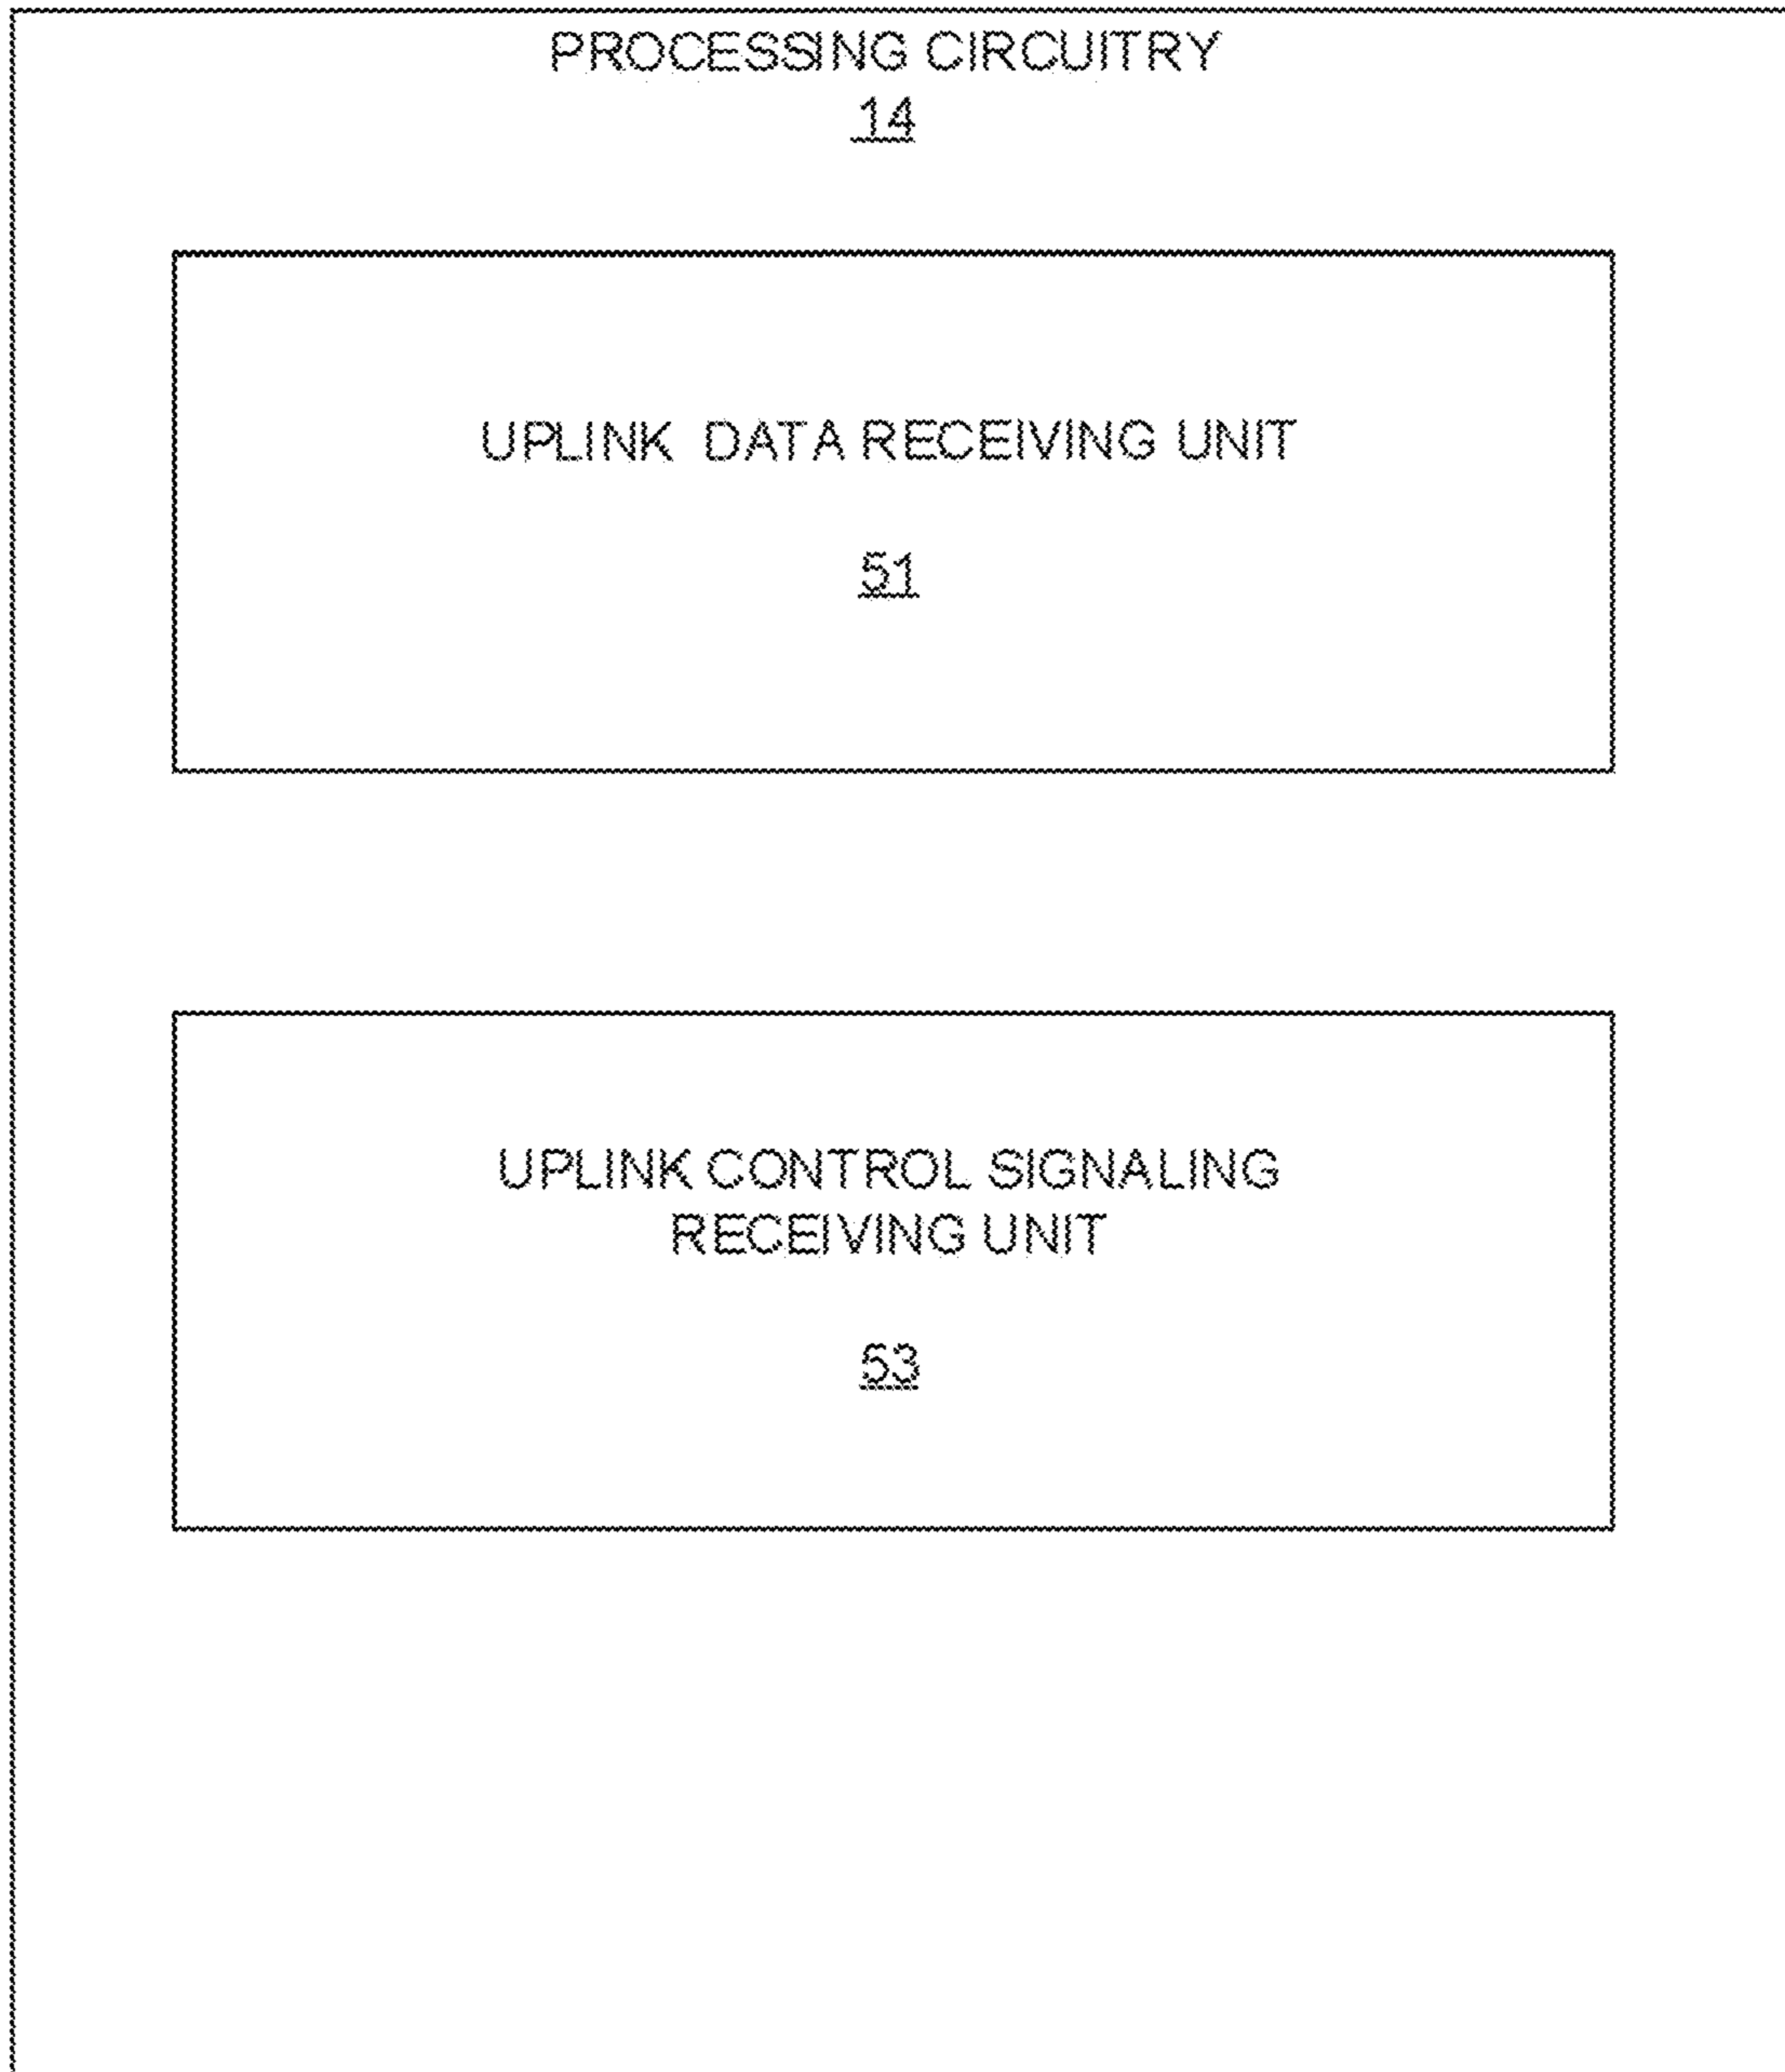 PROCESSING CIRCUITRY
14
UPLINK DATA RECEIVING UNIT
51
UPLINK CONTROL SIGNALING
RECEIVING UNIT
53